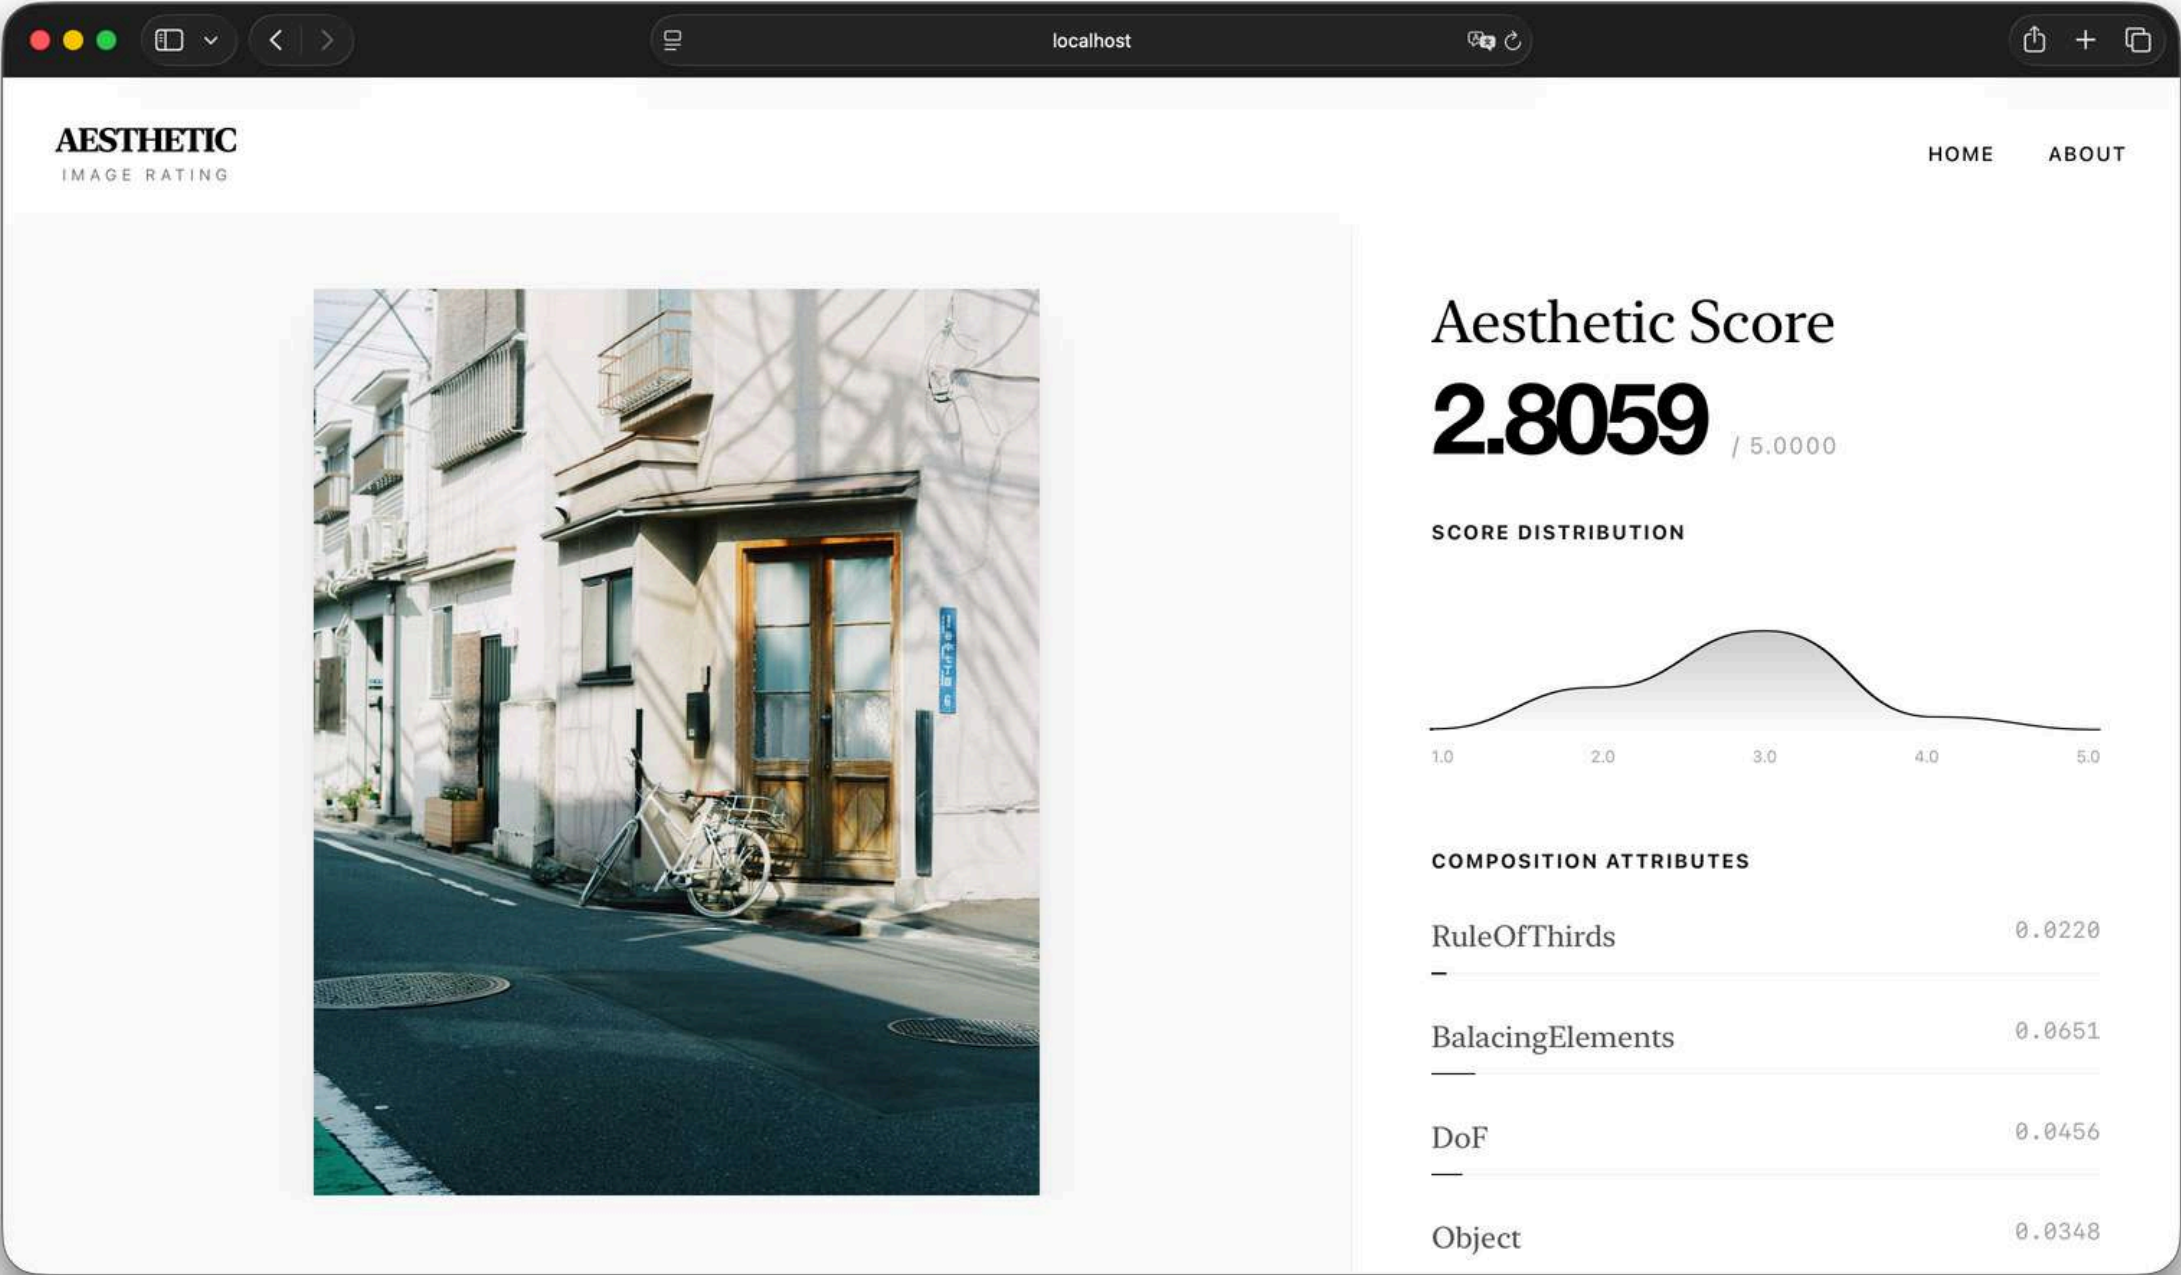 localhost
AESTHETIC
IMAGE RATING
HOME
ABOUT
Aesthetic Score
2.8059 / 5.0000
SCORE DISTRIBUTION
1.0 2.0 3.0 4.0 5.0
COMPOSITION ATTRIBUTES
RuleOfThirds 0.0220
BalacingElements 0.0651
DoF 0.0456
Object 0.0348